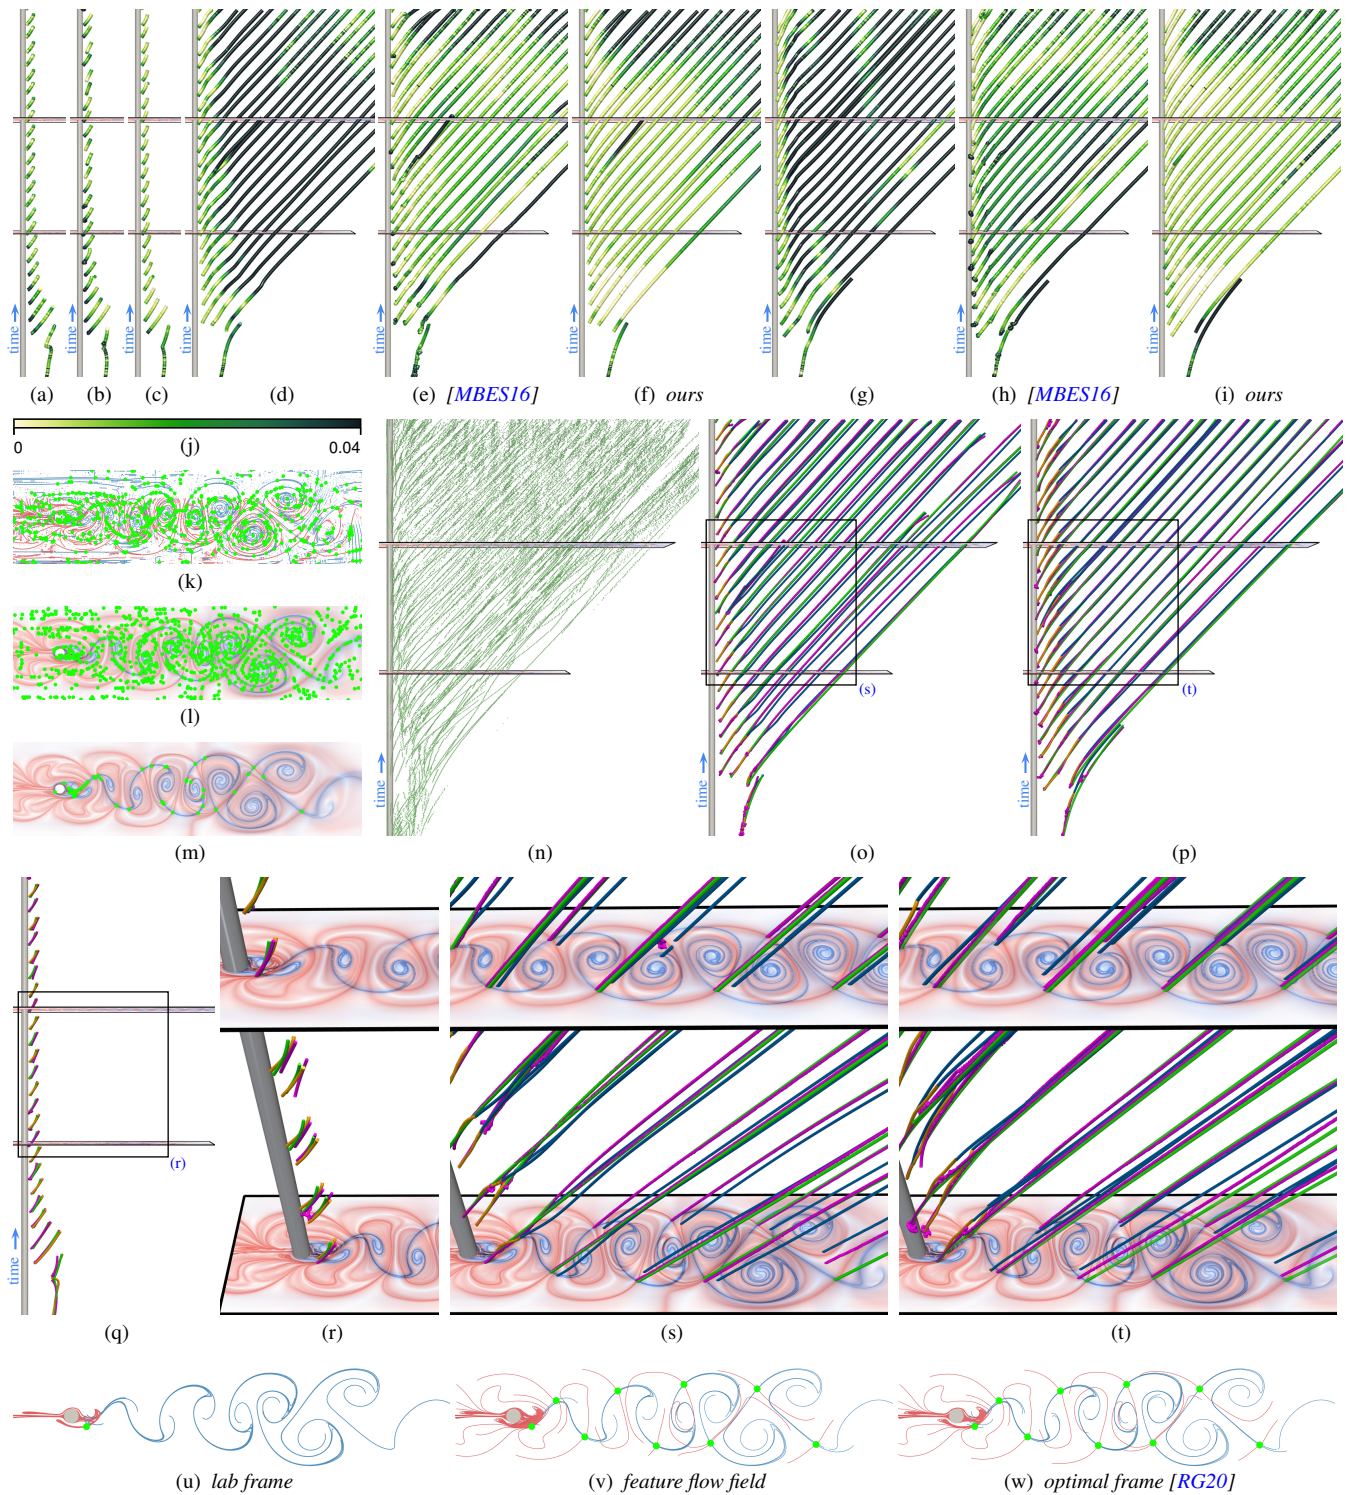 time
time
time
time
time
time
time
time
time
(a)
(b)
(c)
(d)
(e) [MBES16]
(f) ours
(g)
(h) [MBES16]
(i) ours
0
(j)
0.04
(k)
(l)
(m)
time
(n)
(s)
time
(o)
(t)
time
(p)
(r)
time
(q)
(r)
(s)
(t)
(u) lab frame
(v) feature flow field
(w) optimal frame [RG20]